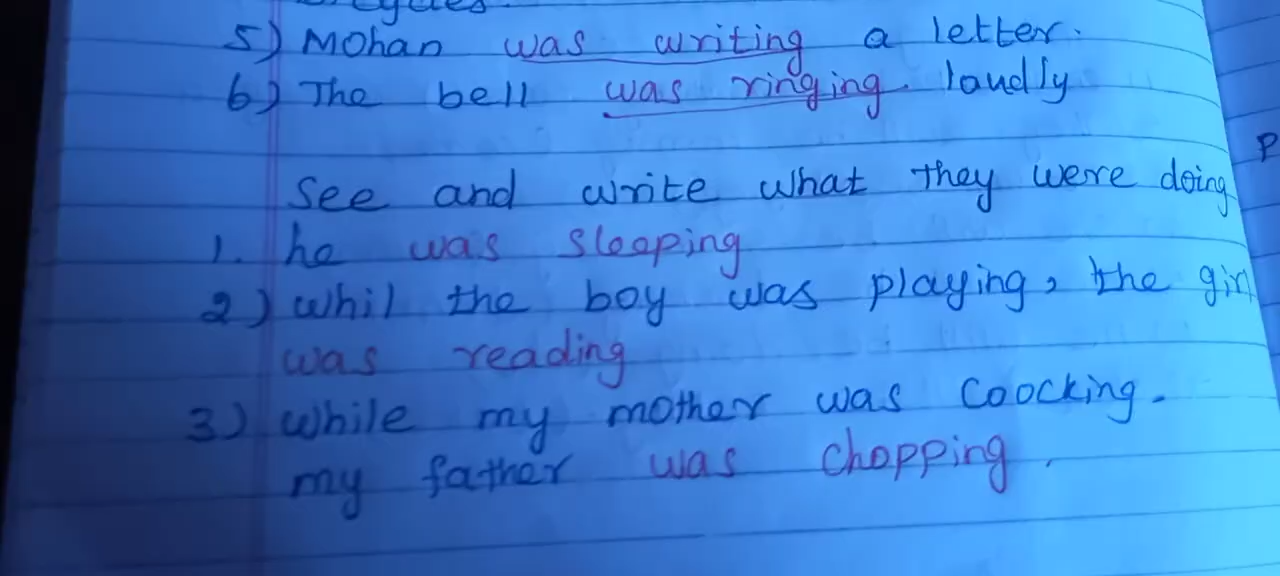 5) Mohan was writing a letter.
6) The bell was ringing. loudly
See and write what they were doing
1. he was sleeping
2) whil the boy was playing, the girl
was reading
3) while my mother was coocking.
my father was chopping.